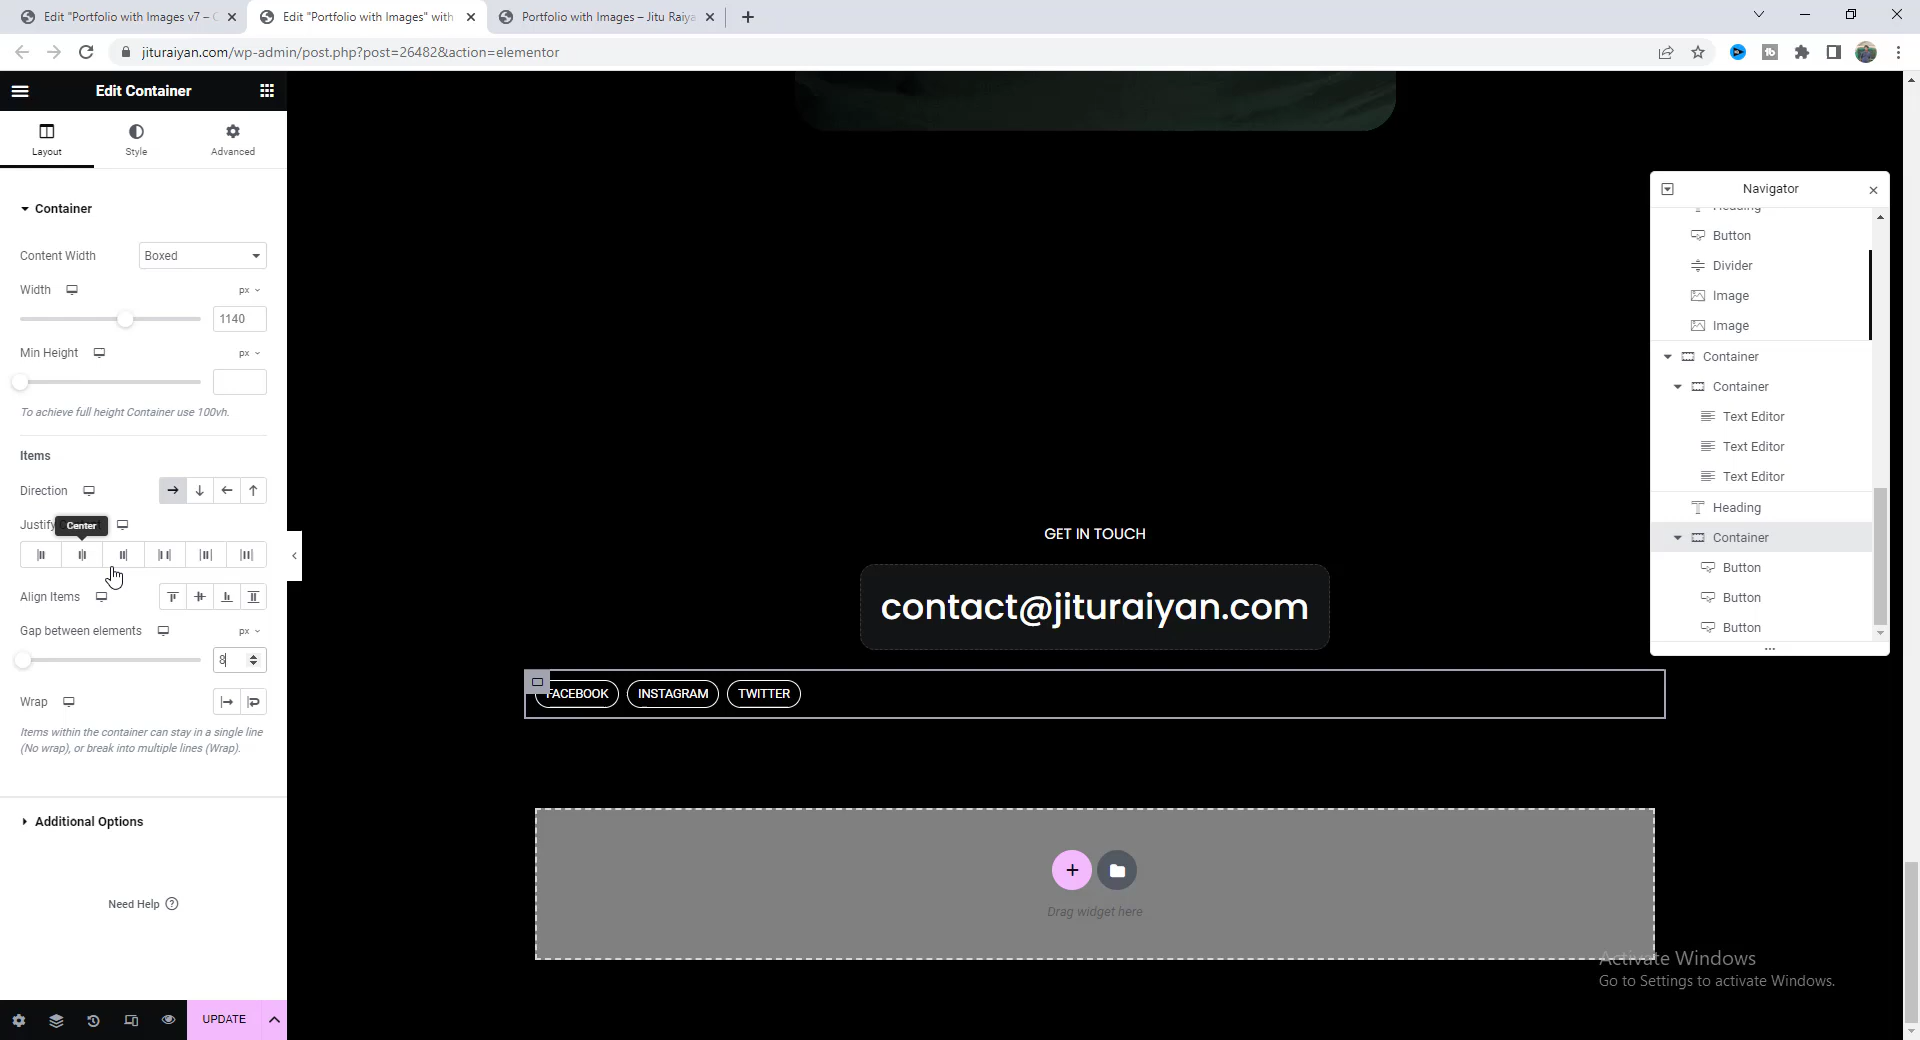 Edit "Portfolio with Images v7 –
Edit "Portfolio with Images" with
Portfolio with Images – Jitu Raiya
jituraiyan.com/wp-admin/post.php?post=26482&action=elementor
Edit Container
Layout
Style
Advanced
Container
Content Width
Boxed
Width
px
1140
Min Height
px
To achieve full height Container use 100vh.
Items
Direction
Justify
Center
Align Items
Gap between elements
px
8
Wrap
Items within the container can stay in a single line
(No wrap), or break into multiple lines (Wrap).
Additional Options
Need Help
UPDATE
GET IN TOUCH
contact@jituraiyan.com
FACEBOOK
INSTAGRAM
TWITTER
Drag widget here
Navigator
Heading
Button
Divider
Image
Image
Container
Container
Text Editor
Text Editor
Text Editor
Heading
Container
Button
Button
Button
Activate Windows
Go to Settings to activate Windows.